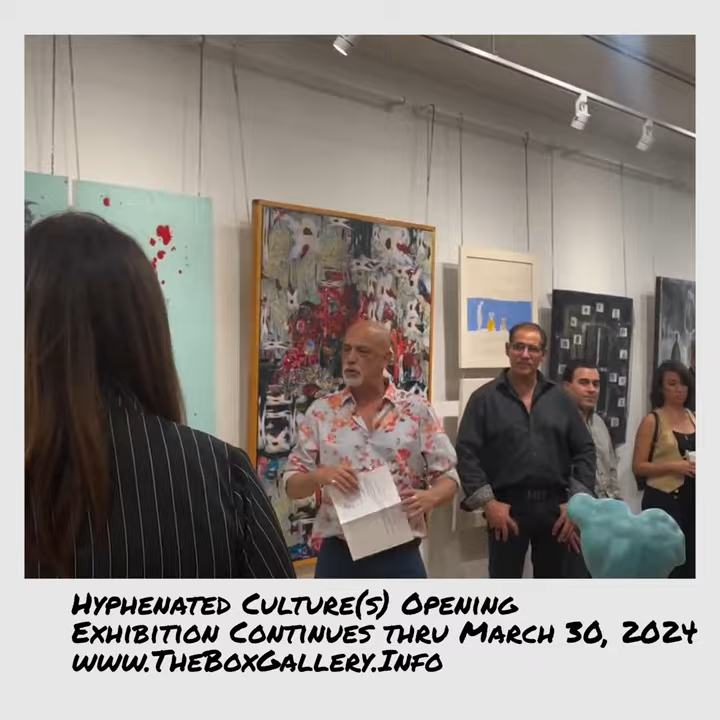 Hyphenated Culture(s) Opening
Exhibition Continues thru March 30, 2024
www.TheBoxGallery.Info